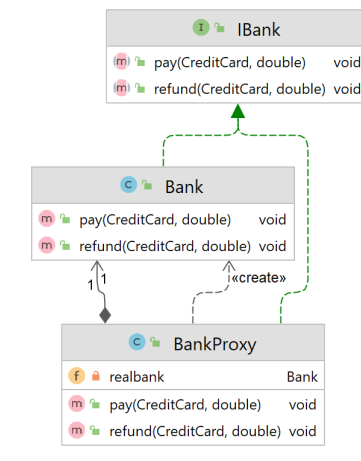 I IBank
m pay(CreditCard, double) void
m refund(CreditCard, double) void
C Bank
m pay(CreditCard, double) void
m refund(CreditCard, double) void
1 1
«create»
C BankProxy
f realbank Bank
m pay(CreditCard, double) void
m refund(CreditCard, double) void